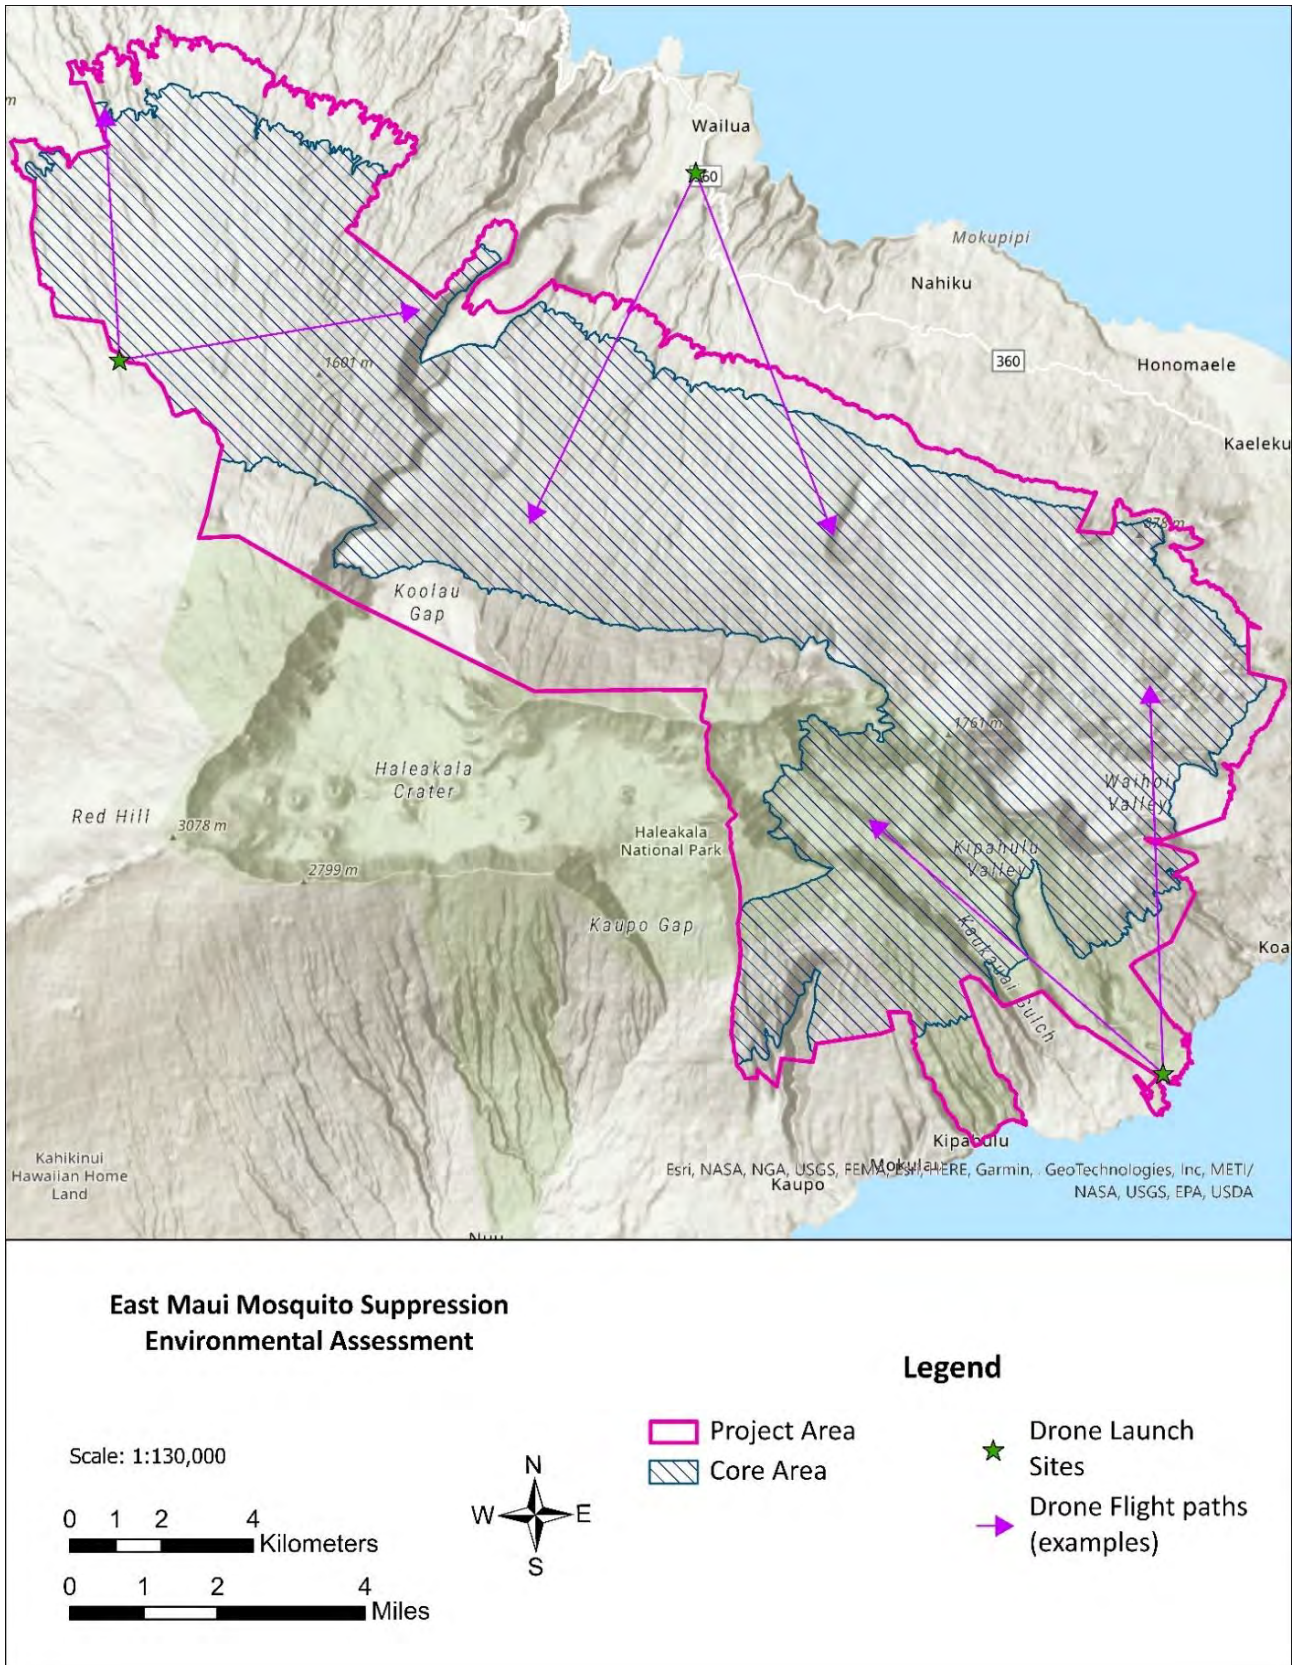 m
Wailua
360
Mokupipi
Nahiku
360
Honomaele
1601 m
Kaeleku
878 m
Koolau
Gap
1761 m
Haleakala
Crater
Waihoi
Valley
Red Hill
3078 m
Haleakala
National Park
Kipahulu
Valley
2799 m
Kaupo Gap
Kaukauai Gulch
Koa
Kipahulu
Kahikinui
Hawaiian Home
Land
Esri, NASA, NGA, USGS, FEMA, Esri, HERE, Garmin, GeoTechnologies, Inc, METI/
NASA, USGS, EPA, USDA
Mokulau
Kaupo
Nuu
East Maui Mosquito Suppression
Environmental Assessment
Legend
Project Area
Core Area
Drone Launch
Sites
Drone Flight paths
(examples)
Scale: 1:130,000
0 1 2 4
Kilometers
0 1 2 4
Miles
N
W E
S